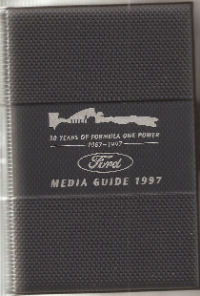 30 YEARS OF FORMULA ONE POWER
1967-1997
Ford
MEDIA GUIDE 1997